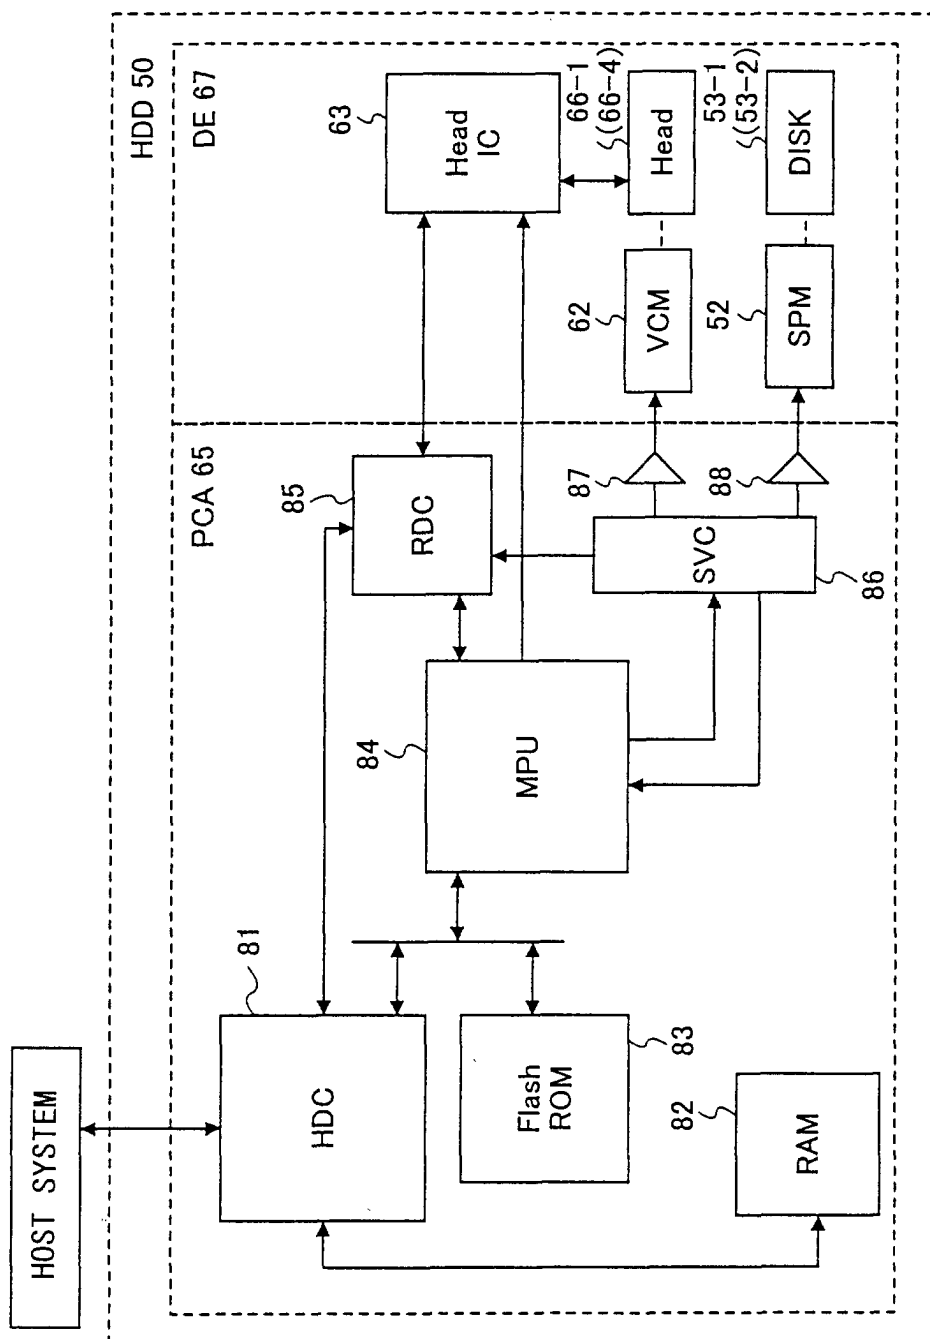 HOST SYSTEM
HDD 50
PCA 65
DE 67
81
HDC
Flash
ROM
83
82
RAM
84
MPU
85
RDC
SVC
86
87
88
63
Head
IC
62
VCM
66-1
(66-4)
Head
52
SPM
53-1
(53-2)
DISK